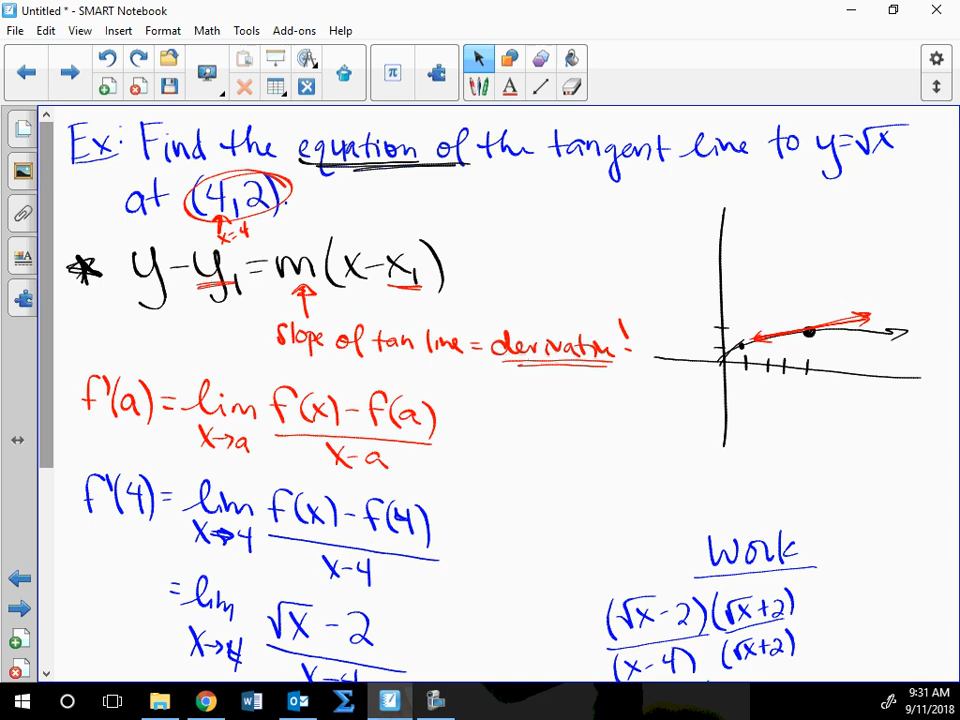 Untitled * - SMART Notebook
File Edit View Insert Format Math Tools Add-ons Help
π
A
Ex: Find the equation of the tangent line to y=√x
at (4,2).
x=4
* y-y₁=m(x-x₁)
slope of tan line = derivative!
f'(a)= lim f(x)-f(a)
x→a x-a
f'(4)= lim f(x)-f(4)
x→4 x-4
= lim √x - 2
x→4 x-4
Work
(√x-2)(√x+2)
(x-4) (√x+2)
9:31 AM
9/11/2018